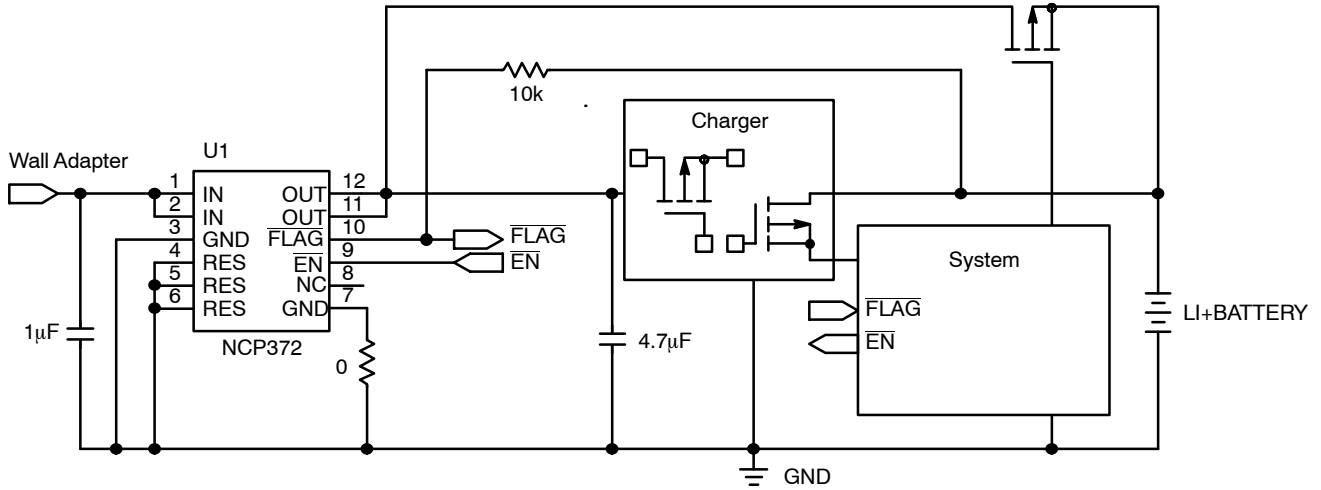 10k
Charger
Wall Adapter
U1
1 IN OUT 12
2 IN OUT 11
3 GND FLAG 10 FLAG
4 RES EN 9 EN
5 RES NC 8
6 RES GND 7
NCP372
System
FLAG
EN
LI+BATTERY
1μF
0
4.7μF
GND